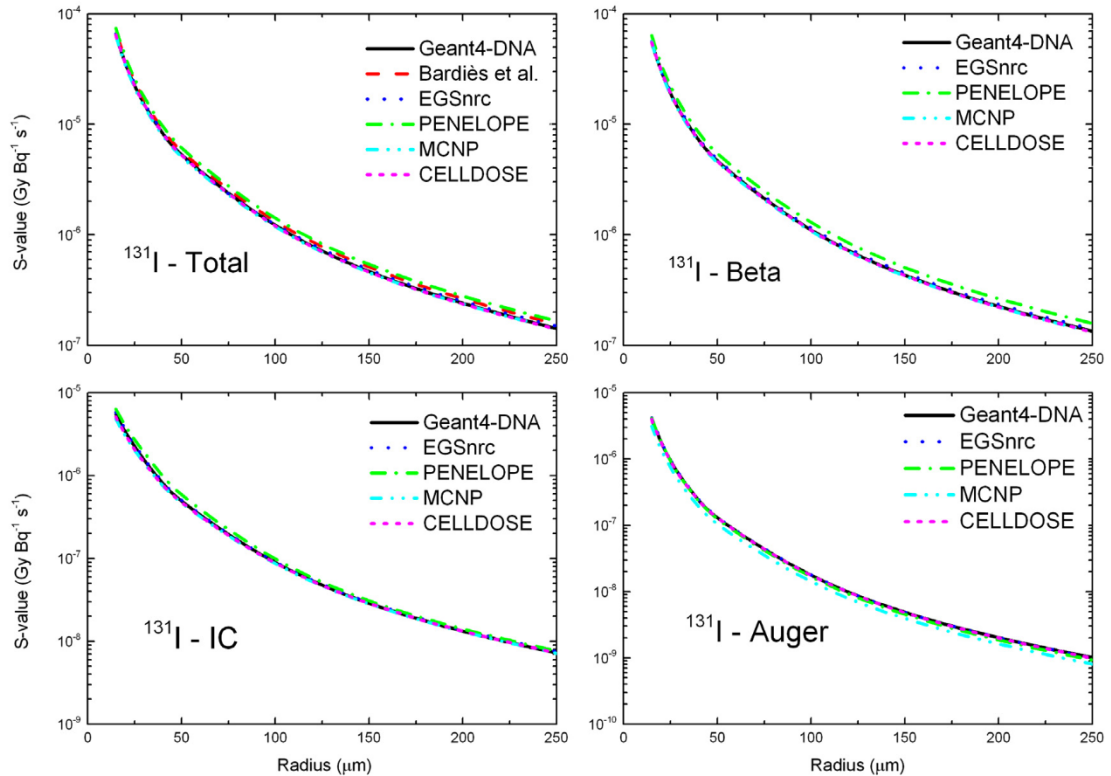 S-value (Gy Bq⁻¹ s⁻¹)
10⁻⁴
10⁻⁵
10⁻⁶
10⁻⁷
Geant4-DNA
Bardiès et al.
EGSnrc
PENELOPE
MCNP
CELLDOSE
¹³¹I - Total
0 50 100 150 200 250
10⁻⁴
10⁻⁵
10⁻⁶
10⁻⁷
Geant4-DNA
EGSnrc
PENELOPE
MCNP
CELLDOSE
¹³¹I - Beta
0 50 100 150 200 250
S-value (Gy Bq⁻¹ s⁻¹)
10⁻⁵
10⁻⁶
10⁻⁷
10⁻⁸
10⁻⁹
Geant4-DNA
EGSnrc
PENELOPE
MCNP
CELLDOSE
¹³¹I - IC
0 50 100 150 200 250
Radius (μm)
10⁻⁵
10⁻⁶
10⁻⁷
10⁻⁸
10⁻⁹
10⁻¹⁰
Geant4-DNA
EGSnrc
PENELOPE
MCNP
CELLDOSE
¹³¹I - Auger
0 50 100 150 200 250
Radius (μm)